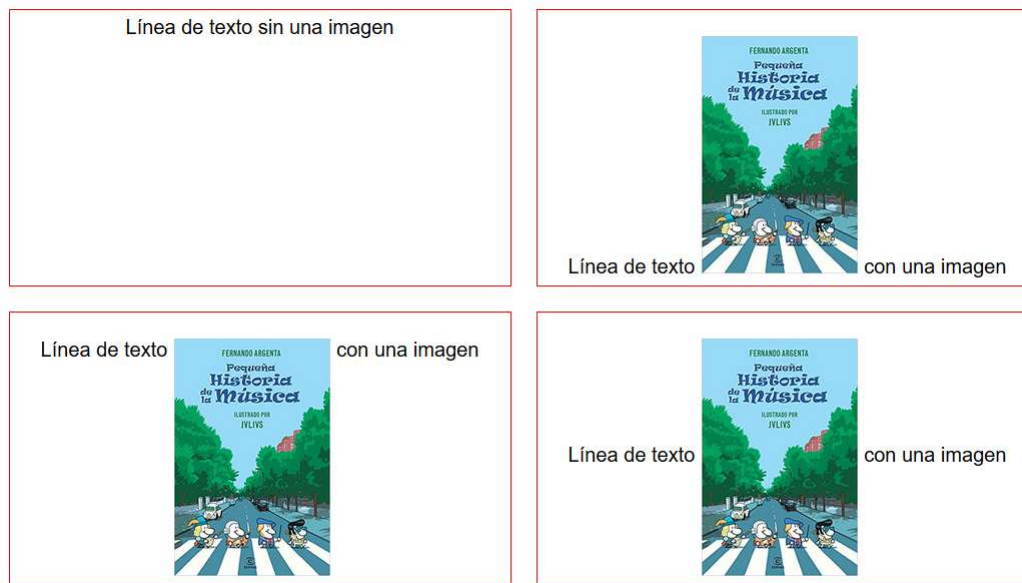 Línea de texto sin una imagen
FERNANDO ARGENTA
Pequeña
Historia
de la Música
ILUSTRADO POR
JVLIVS
Línea de texto con una imagen
Línea de texto con una imagen
FERNANDO ARGENTA
Pequeña
Historia
de la Música
ILUSTRADO POR
JVLIVS
FERNANDO ARGENTA
Pequeña
Historia
de la Música
ILUSTRADO POR
JVLIVS
Línea de texto con una imagen